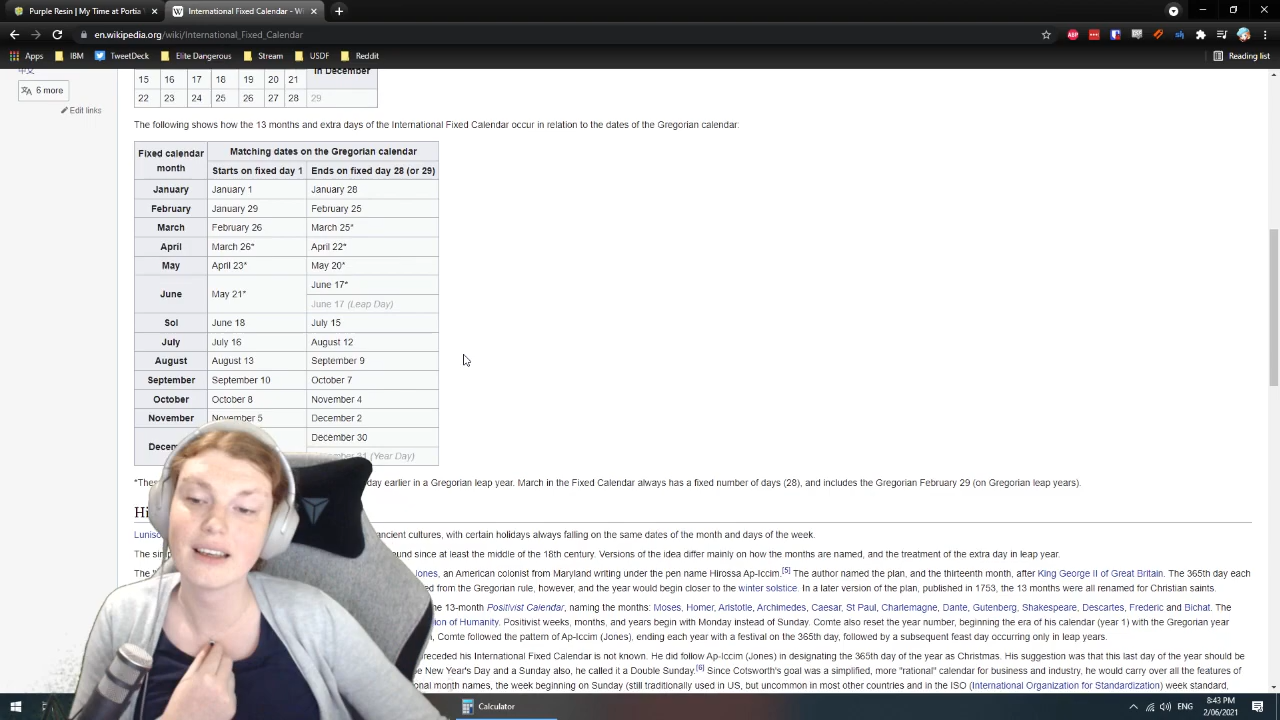 Purple Resin | My Time at Portia
International Fixed Calendar - Wi
en.wikipedia.org/wiki/International_Fixed_Calendar
Apps IBM TweetDeck Elite Dangerous Stream USDF Reddit Reading list
中文
6 more
Edit links
15 16 17 18 19 20 21 in December
22 23 24 25 26 27 28 29
The following shows how the 13 months and extra days of the International Fixed Calendar occur in relation to the dates of the Gregorian calendar:
Fixed calendar month
Matching dates on the Gregorian calendar
Starts on fixed day 1 Ends on fixed day 28 (or 29)
January January 1 January 28
February January 29 February 25
March February 26 March 25*
April March 26* April 22*
May April 23* May 20*
June May 21* June 17*
June 17 (Leap Day)
Sol June 18 July 15
July July 16 August 12
August August 13 September 9
September September 10 October 7
October October 8 November 4
November November 5 December 2
December 30
31 (Year Day)
day earlier in a Gregorian leap year. March in the Fixed Calendar always has a fixed number of days (28), and includes the Gregorian February 29 (on Gregorian leap years).
Hi
ancient cultures, with certain holidays always falling on the same dates of the month and days of the week.
since at least the middle of the 18th century. Versions of the idea differ mainly on how the months are named, and the treatment of the extra day in leap year.
Jones, an American colonist from Maryland writing under the pen name Hirossa Ap-Iccim.[5] The author named the plan, and the thirteenth month, after King George II of Great Britain. The 365th day each
from the Gregorian rule, however, and the year would begin closer to the winter solstice. In a later version of the plan, published in 1753, the 13 months were all renamed for Christian saints.
13-month Positivist Calendar, naming the months: Moses, Homer, Aristotle, Archimedes, Caesar, St Paul, Charlemagne, Dante, Gutenberg, Shakespeare, Descartes, Frederic and Bichat. The
of Humanity. Positivist weeks, months, and years begin with Monday instead of Sunday. Comte also reset the year number, beginning the era of his calendar (year 1) with the Gregorian year
Comte followed the pattern of Ap-Iccim (Jones), ending each year with a festival on the 365th day, followed by a subsequent feast day occurring only in leap years.
preceded his International Fixed Calendar is not known. He did follow Ap-Iccim (Jones) in designating the 365th day of the year as Christmas. His suggestion was that this last day of the year should be
New Year's Day and a Sunday also, he called it a Double Sunday.[6] Since Cotsworth's goal was a simplified, more "rational" calendar for business and industry, he would carry over all the features of
month names, the week beginning on Sunday (still traditionally used in US, but uncommon in most other countries and in the ISO (International Organization for Standardization) week standard,
Calculator
ENG
8:43 PM
2/06/2021